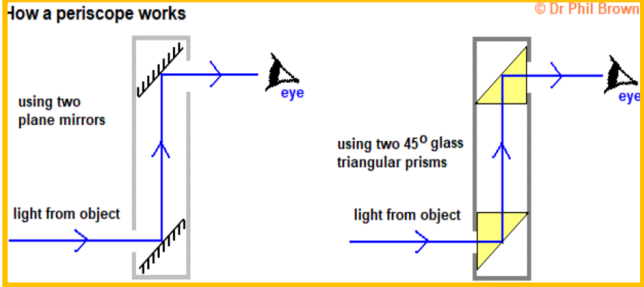 How a periscope works
© Dr Phil Brown
using two
plane mirrors
eye
light from object
using two 45⁰ glass
triangular prisms
eye
light from object